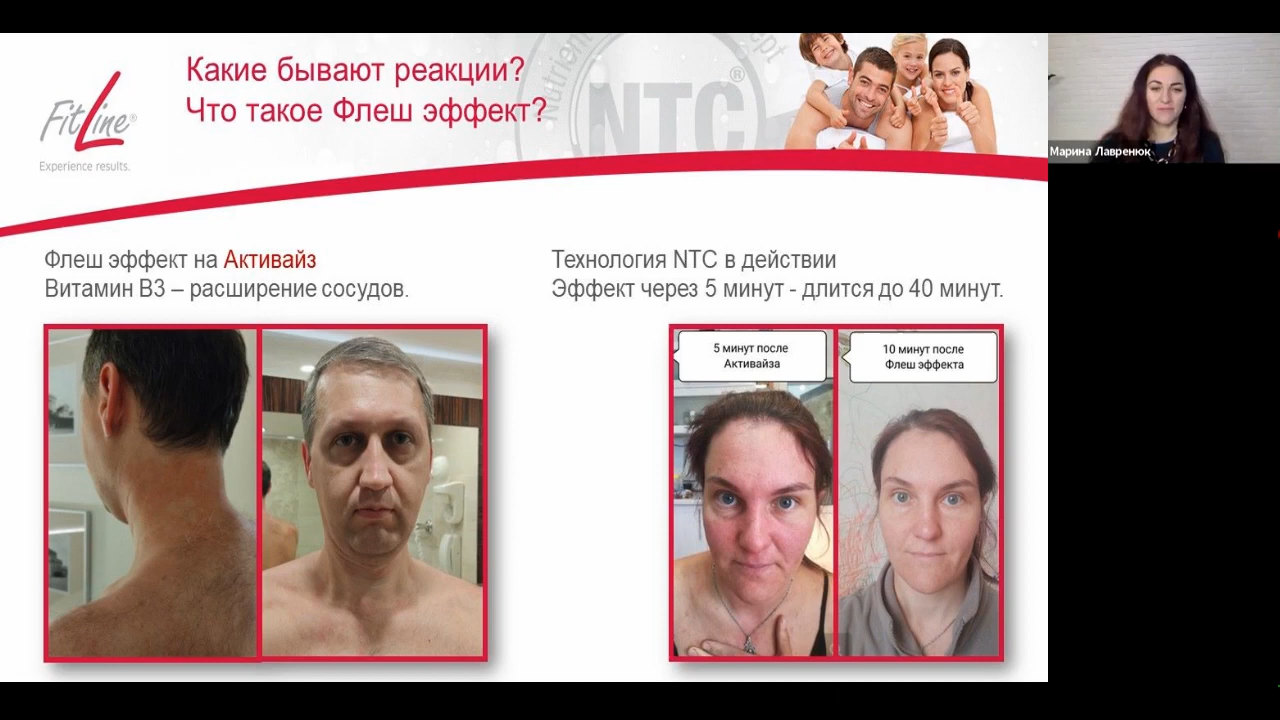 Какие бывают реакции?
Что такое Флеш эффект?
FitLine®
Experience results.
Nutrient
cept
NTC®
Марина Лавренюк
Флеш эффект на Активайз
Витамин В3 – расширение сосудов.
Технология NTC в действии
Эффект через 5 минут - длится до 40 минут.
5 минут после
Активайза
10 минут после
Флеш эффекта